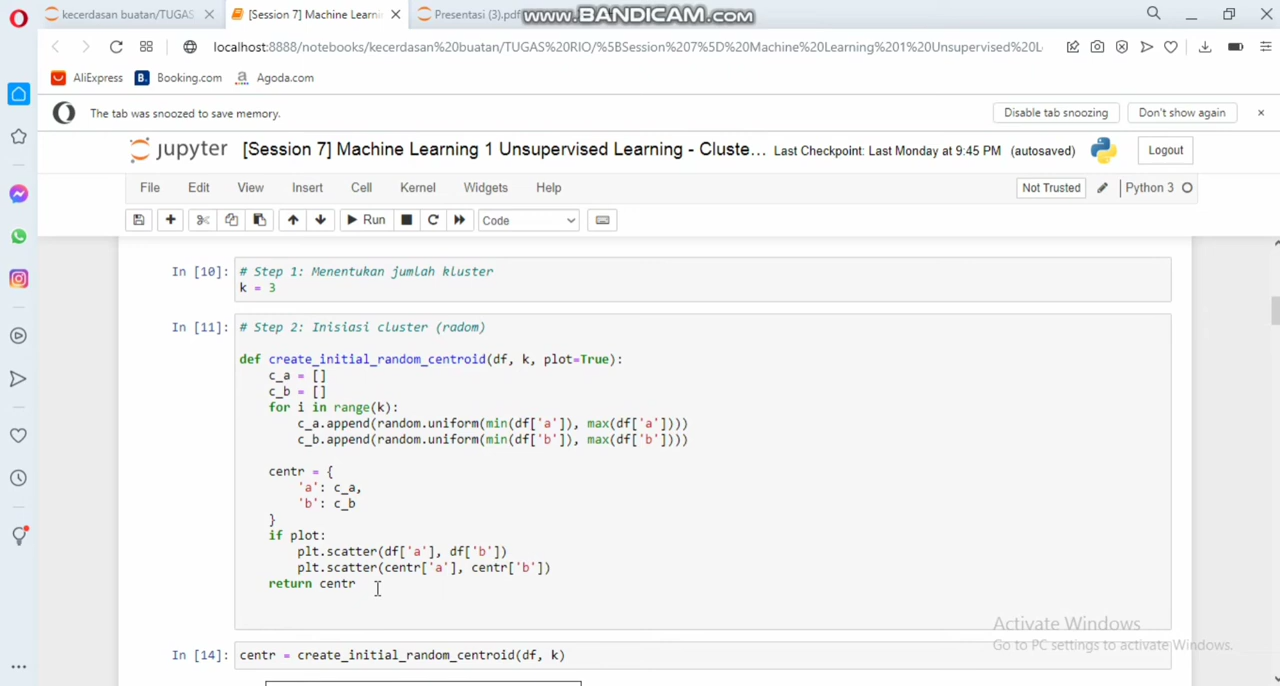 kecerdasan buatan/TUGAS
[Session 7] Machine Learni
Presentasi (3).pdf
www.BANDICAM.com
localhost:8888/notebooks/kecerdasan%20buatan/TUGAS%20RIO/%5BSession%207%5D%20Machine%20Learning%201%20Unsupervised%20L
AliExpress
B. Booking.com
a Agoda.com
The tab was snoozed to save memory.
Disable tab snoozing
Don't show again
jupyter [Session 7] Machine Learning 1 Unsupervised Learning - Cluste... Last Checkpoint: Last Monday at 9:45 PM (autosaved)
Logout
File Edit View Insert Cell Kernel Widgets Help
Not Trusted
Python 3
Run
Code
In [10]: # Step 1: Menentukan jumlah kluster
k = 3
In [11]: # Step 2: Inisiasi cluster (radom)
def create_initial_random_centroid(df, k, plot=True):
c_a = []
c_b = []
for i in range(k):
c_a.append(random.uniform(min(df['a']), max(df['a'])))
c_b.append(random.uniform(min(df['b']), max(df['b'])))
centr = {
'a': c_a,
'b': c_b
}
if plot:
plt.scatter(df['a'], df['b'])
plt.scatter(centr['a'], centr['b'])
return centr
Activate Windows
Go to PC settings to activate Windows.
In [14]: centr = create_initial_random_centroid(df, k)